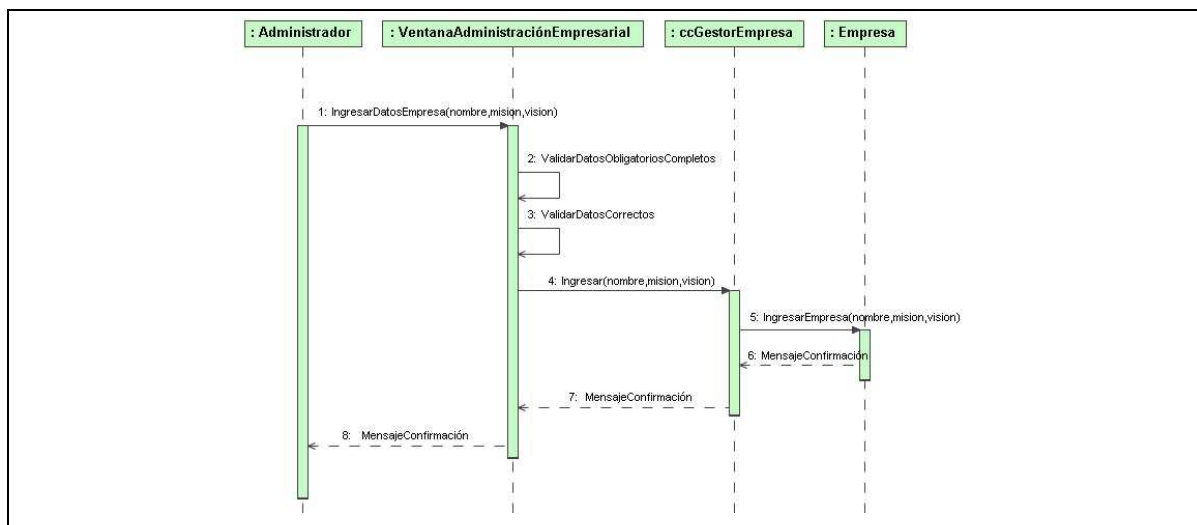 : Administrador
: VentanaAdministraciónEmpresarial
: ccGestorEmpresa
: Empresa
1: IngresarDatosEmpresa(nombre,mision,vision)
2: ValidarDatosObligatoriosCompletos
3: ValidarDatosCorrectos
4: Ingresar(nombre,mision,vision)
5: IngresarEmpresa(nombre,mision,vision)
6: MensajeConfirmación
7: MensajeConfirmación
8: MensajeConfirmación